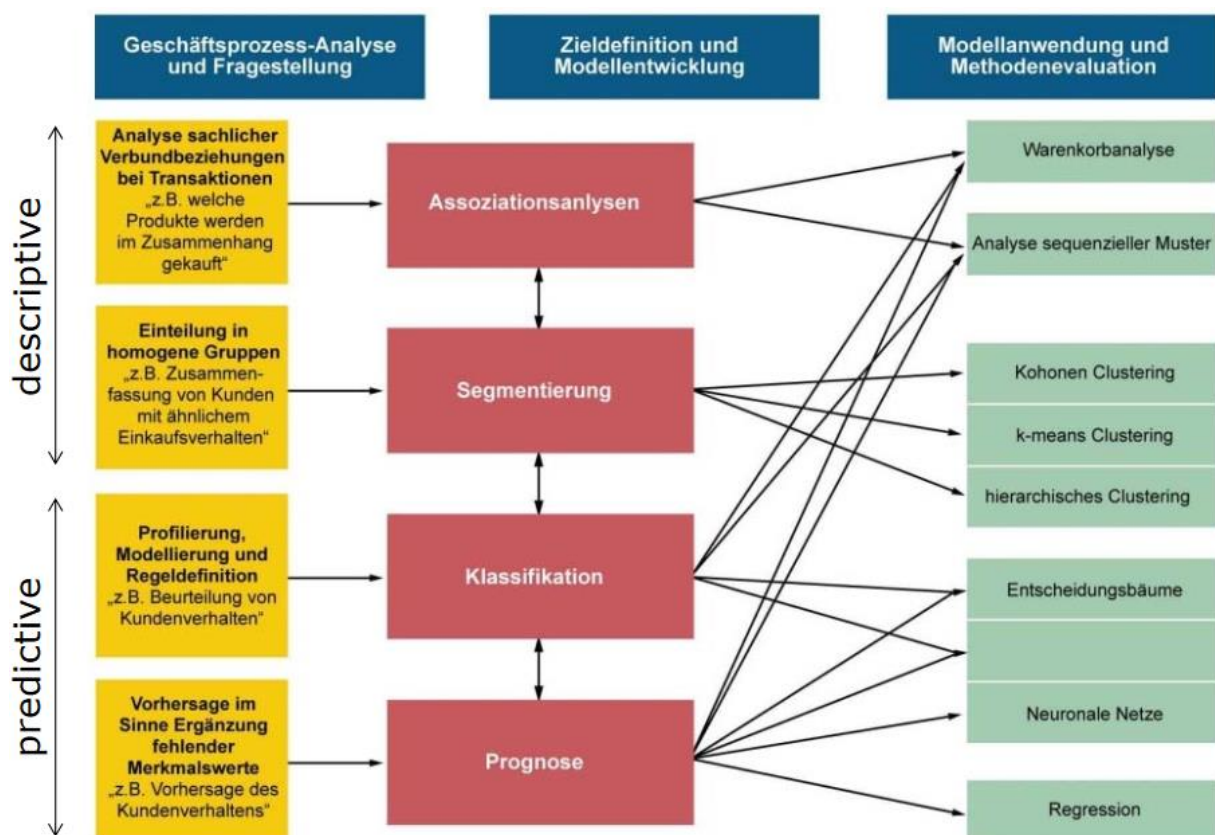 Geschäftsprozess-Analyse
und Fragestellung
Zieldefinition und
Modellentwicklung
Modellanwendung und
Methodenevaluation
descriptive
Analyse sachlicher
Verbundbeziehungen
bei Transaktionen
„z.B. welche
Produkte werden
im Zusammenhang
gekauft“
Assoziationsanlysen
Warenkorbanalyse
Analyse sequenzieller Muster
Einteilung in
homogene Gruppen
„z.B. Zusammen-
fassung von Kunden
mit ähnlichem
Einkaufsverhalten“
Segmentierung
Kohonen Clustering
k-means Clustering
hierarchisches Clustering
predictive
Profilierung,
Modellierung und
Regeldefinition
„z.B. Beurteilung von
Kundenverhalten“
Klassifikation
Entscheidungsbäume
Neuronale Netze
Vorhersage im
Sinne Ergänzung
fehlender
Merkmalswerte
„z.B. Vorhersage des
Kundenverhaltens“
Prognose
Regression